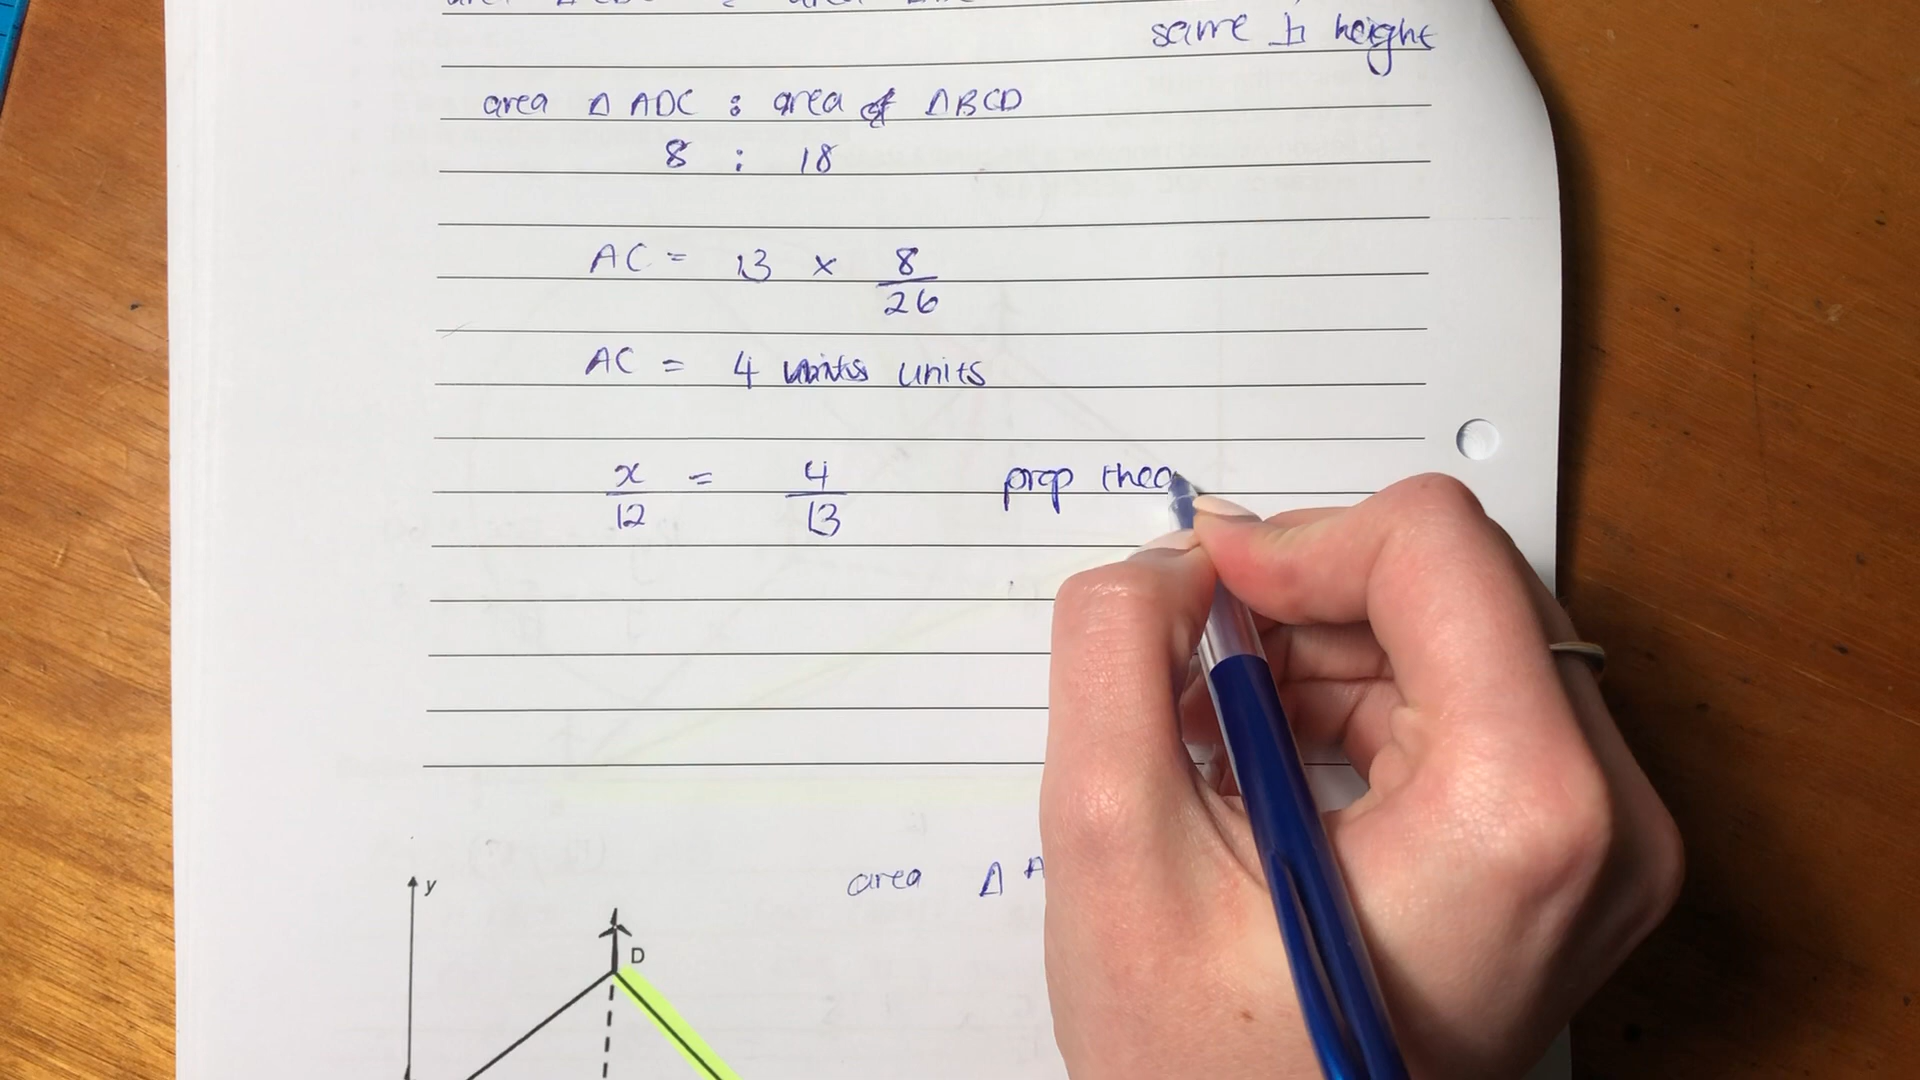 same ⊥ height
area Δ ADC : area of ΔBCD
8 : 18
AC = 13 × 8/26
AC = 4 units units
x/12 = 4/13 prop theo
area Δ A
y
D